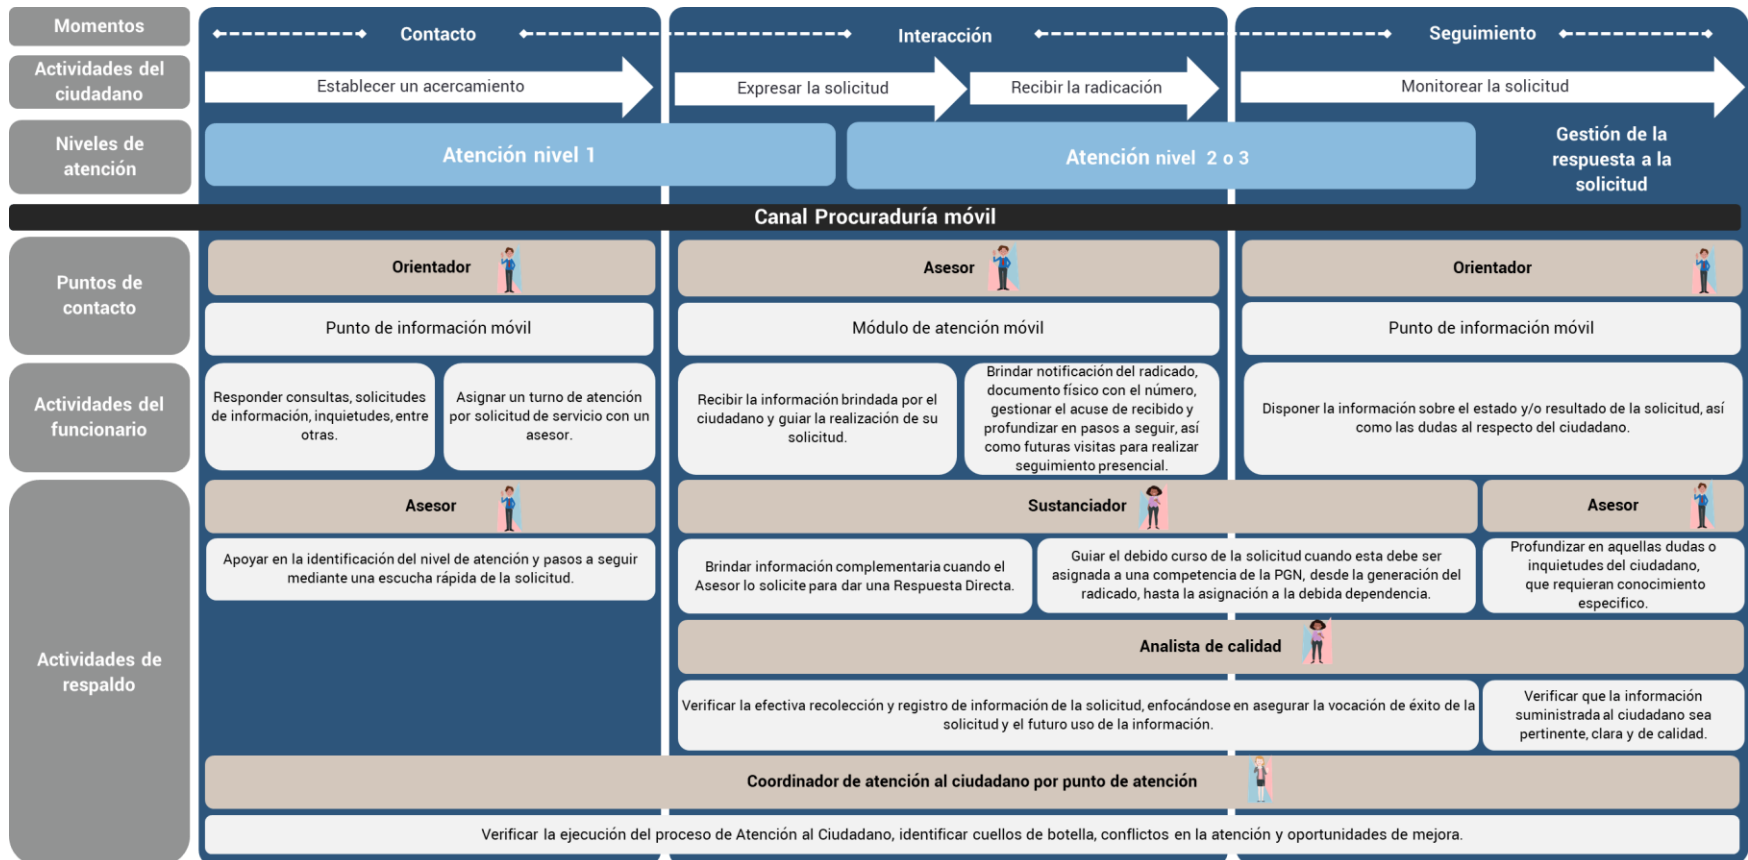 Momentos
Contacto
Interacción
Seguimiento
Actividades del
ciudadano
Establecer un acercamiento
Expresar la solicitud
Recibir la radicación
Monitorear la solicitud
Niveles de
atención
Atención nivel 1
Atención nivel 2 o 3
Gestión de la
respuesta a la
solicitud
Canal Procuraduría móvil
Puntos de
contacto
Orientador
Asesor
Orientador
Punto de información móvil
Módulo de atención móvil
Punto de información móvil
Actividades del
funcionario
Responder consultas, solicitudes
de información, inquietudes, entre
otras.
Asignar un turno de atención
por solicitud de servicio con un
asesor.
Recibir la información brindada por el
ciudadano y guiar la realización de su
solicitud.
Brindar notificación del radicado,
documento físico con el número,
gestionar el acuse de recibido y
profundizar en pasos a seguir, así
como futuras visitas para realizar
seguimiento presencial.
Disponer la información sobre el estado y/o resultado de la solicitud, así
como las dudas al respecto del ciudadano.
Actividades de
respaldo
Asesor
Sustanciador
Asesor
Apoyar en la identificación del nivel de atención y pasos a seguir
mediante una escucha rápida de la solicitud.
Brindar información complementaria cuando el
Asesor lo solicite para dar una Respuesta Directa.
Guiar el debido curso de la solicitud cuando esta debe ser
asignada a una competencia de la PGN, desde la generación del
radicado, hasta la asignación a la debida dependencia.
Profundizar en aquellas dudas o
inquietudes del ciudadano,
que requieran conocimiento
especifico.
Analista de calidad
Verificar la efectiva recolección y registro de información de la solicitud, enfocándose en asegurar la vocación de éxito de la
solicitud y el futuro uso de la información.
Verificar que la información
suministrada al ciudadano sea
pertinente, clara y de calidad.
Coordinador de atención al ciudadano por punto de atención
Verificar la ejecución del proceso de Atención al Ciudadano, identificar cuellos de botella, conflictos en la atención y oportunidades de mejora.